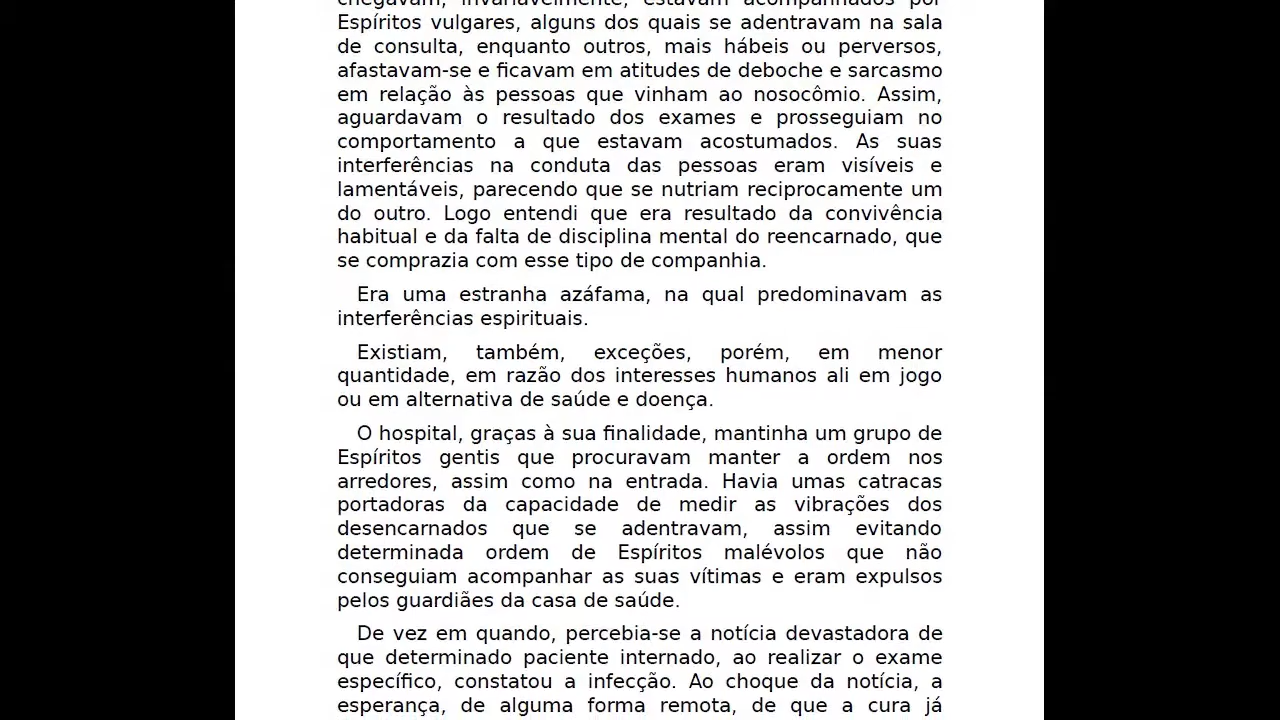 chegavam, invariavelmente, estavam acompanhados por
Espíritos vulgares, alguns dos quais se adentravam na sala
de consulta, enquanto outros, mais hábeis ou perversos,
afastavam-se e ficavam em atitudes de deboche e sarcasmo
em relação às pessoas que vinham ao nosocômio. Assim,
aguardavam o resultado dos exames e prosseguiam no
comportamento a que estavam acostumados. As suas
interferências na conduta das pessoas eram visíveis e
lamentáveis, parecendo que se nutriam reciprocamente um
do outro. Logo entendi que era resultado da convivência
habitual e da falta de disciplina mental do reencarnado, que
se comprazia com esse tipo de companhia.
Era uma estranha azáfama, na qual predominavam as
interferências espirituais.
Existiam, também, exceções, porém, em menor
quantidade, em razão dos interesses humanos ali em jogo
ou em alternativa de saúde e doença.
O hospital, graças à sua finalidade, mantinha um grupo de
Espíritos gentis que procuravam manter a ordem nos
arredores, assim como na entrada. Havia umas catracas
portadoras da capacidade de medir as vibrações dos
desencarnados que se adentravam, assim evitando
determinada ordem de Espíritos malévolos que não
conseguiam acompanhar as suas vítimas e eram expulsos
pelos guardiães da casa de saúde.
De vez em quando, percebia-se a notícia devastadora de
que determinado paciente internado, ao realizar o exame
específico, constatou a infecção. Ao choque da notícia, a
esperança, de alguma forma remota, de que a cura já